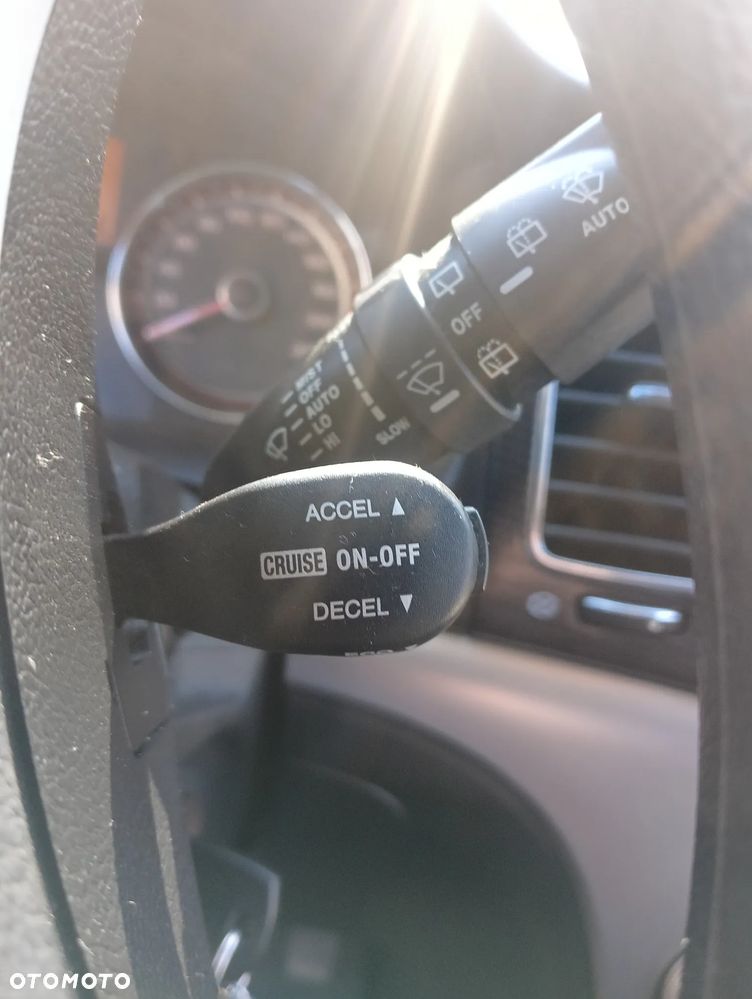 AUTO
OFF
MIST
OFF
AUTO
LO
HI
SLOW
ACCEL ▲
CRUISE ON-OFF
DECEL ▼
OTOMOTO